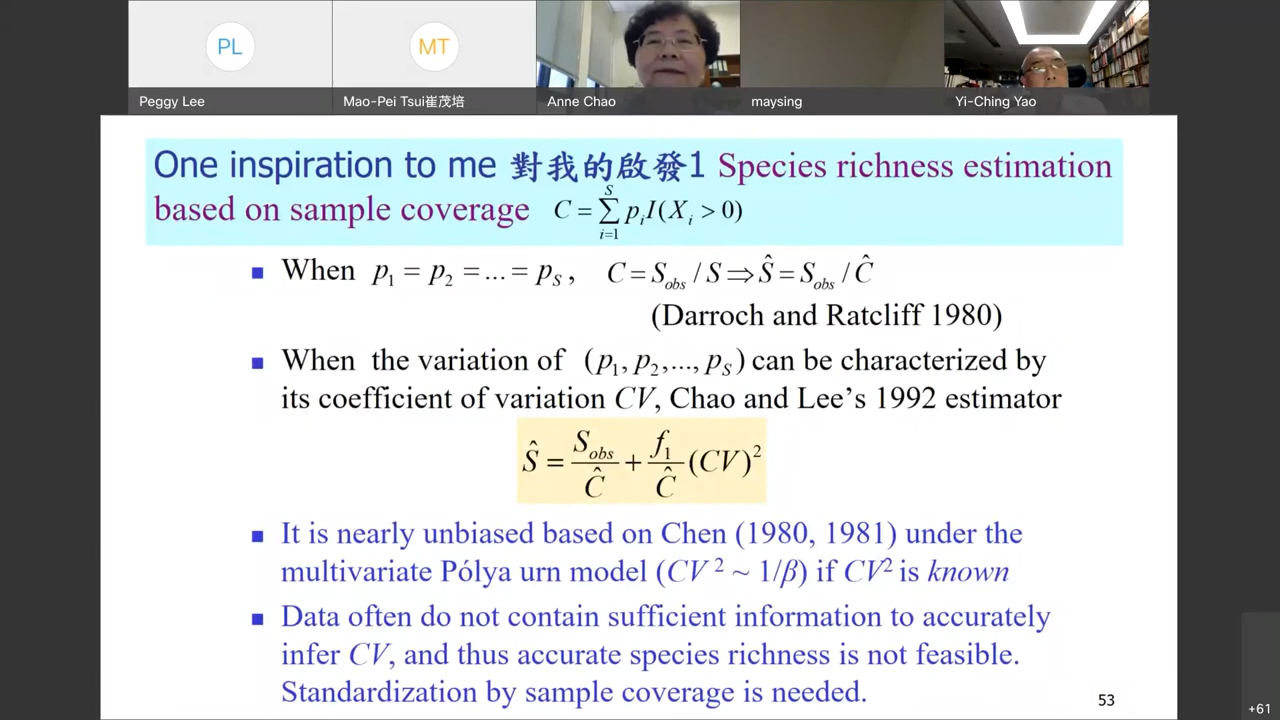 PL
MT
Peggy Lee
Mao-Pei Tsui崔茂培
Anne Chao
maysing
Yi-Ching Yao
One inspiration to me 對我的啟發1 Species richness estimation
based on sample coverage C = ∑_{i=1}^{S} p_i I(X_i > 0)
■ When p_1 = p_2 = ... = p_S , C = S_obs / S ⇒ Ŝ = S_obs / Ĉ
(Darroch and Ratcliff 1980)
■ When the variation of (p_1, p_2, ..., p_S) can be characterized by
its coefficient of variation CV, Chao and Lee's 1992 estimator
Ŝ = S_obs / Ĉ + f_1 / Ĉ (CV)^2
■ It is nearly unbiased based on Chen (1980, 1981) under the
multivariate Pólya urn model (CV ² ~ 1/β) if CV² is known
■ Data often do not contain sufficient information to accurately
infer CV, and thus accurate species richness is not feasible.
Standardization by sample coverage is needed.
53
+61